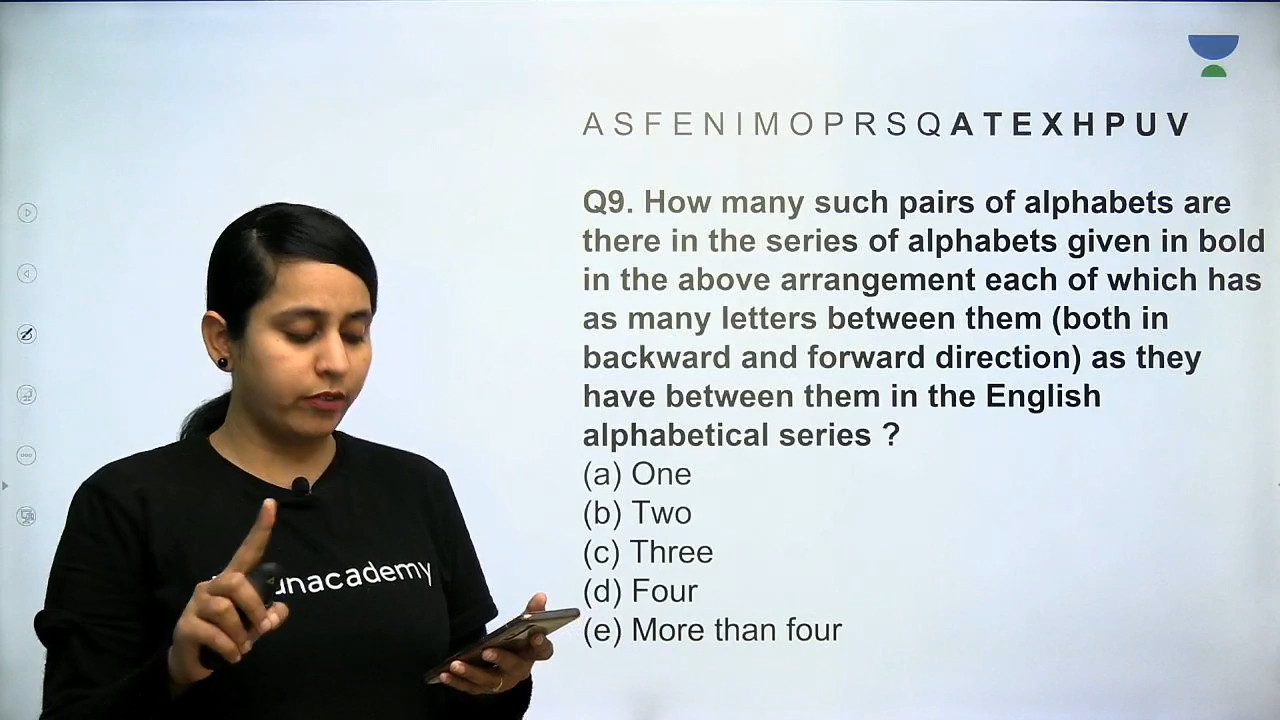 A S F E N I M O P R S Q A T E X H P U V
Q9. How many such pairs of alphabets are
there in the series of alphabets given in bold
in the above arrangement each of which has
as many letters between them (both in
backward and forward direction) as they
have between them in the English
alphabetical series ?
(a) One
(b) Two
(c) Three
(d) Four
(e) More than four
unacademy